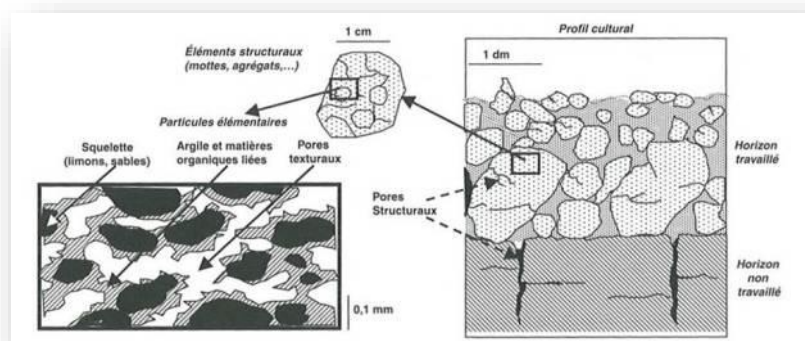 Profil cultural
1 cm
1 dm
Éléments structuraux
(mottes, agrégats,...)
Particules élémentaires
Squelette
(limons, sables)
Argile et matières
organiques liées
Pores
texturaux
Pores
Structuraux
Horizon
travaillé
Horizon
non
travaillé
0,1 mm